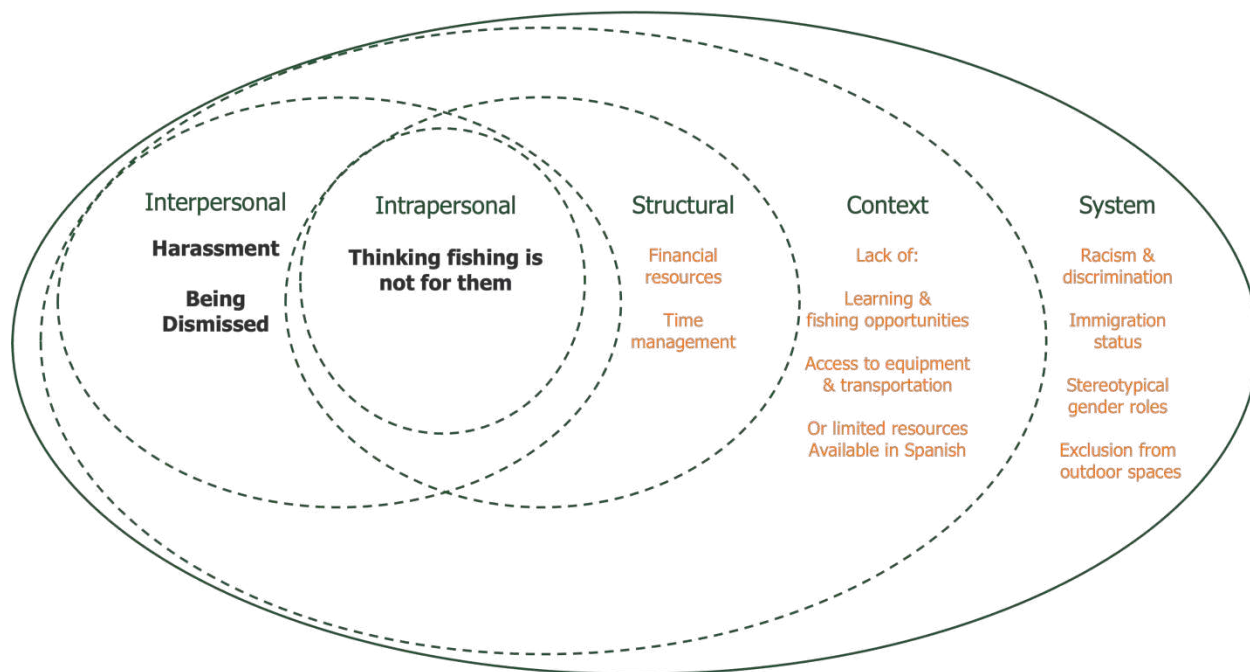 Interpersonal
Harassment
Being
Dismissed
Intrapersonal
Thinking fishing is
not for them
Structural
Financial
resources
Time
management
Context
Lack of:
Learning &
fishing opportunities
Access to equipment
& transportation
Or limited resources
Available in Spanish
System
Racism &
discrimination
Immigration
status
Stereotypical
gender roles
Exclusion from
outdoor spaces